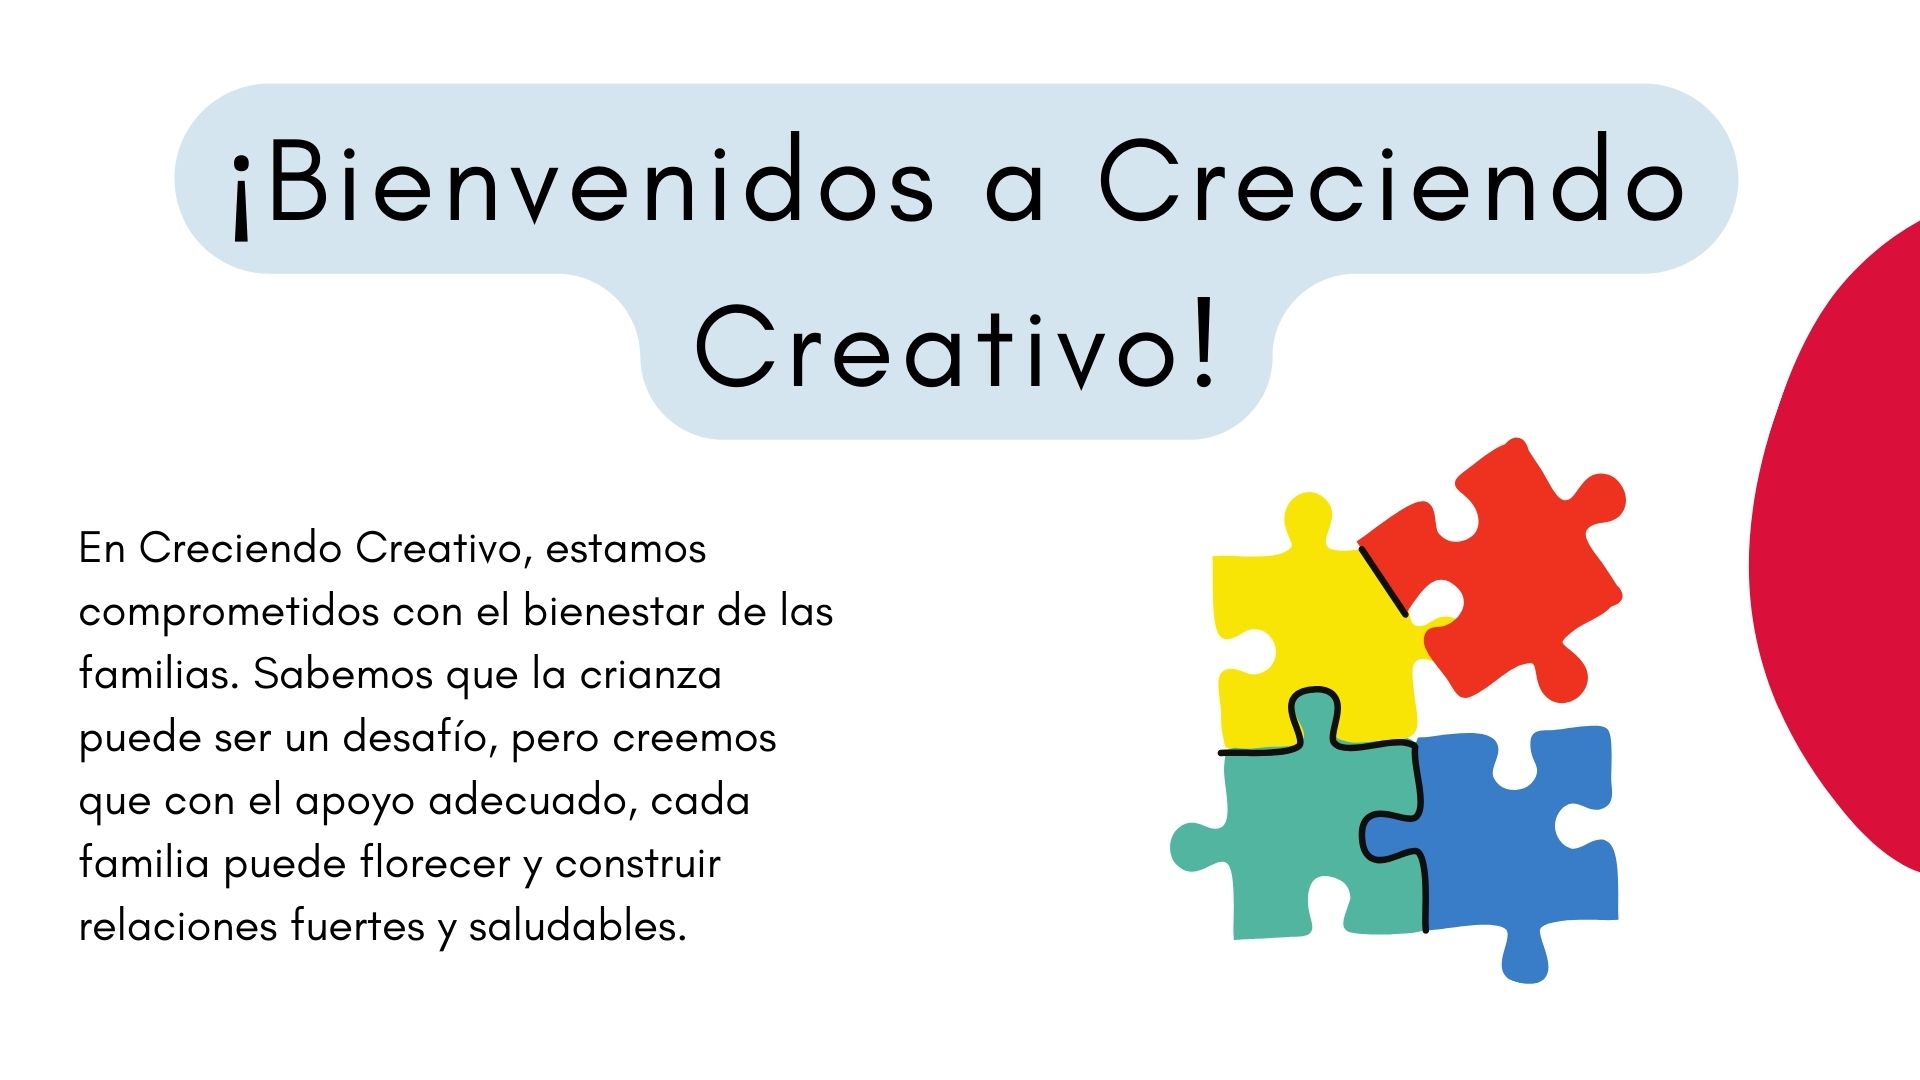 ¡Bienvenidos a Creciendo
Creativo!
En Creciendo Creativo, estamos
comprometidos con el bienestar de las
familias. Sabemos que la crianza
puede ser un desafío, pero creemos
que con el apoyo adecuado, cada
familia puede florecer y construir
relaciones fuertes y saludables.